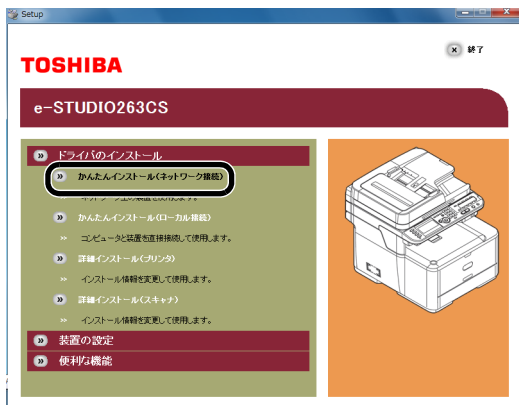 Setup
終了
TOSHIBA
e-STUDIO263CS
ドライバのインストール
かんたんインストール(ネットワーク接続)
かんたんインストール(ローカル接続)
コンピュータと装置を直接接続して使用します。
詳細インストール(プリンタ)
インストール情報を変更して使用します。
詳細インストール(スキャナ)
インストール情報を変更して使用します。
装置の設定
便利な機能